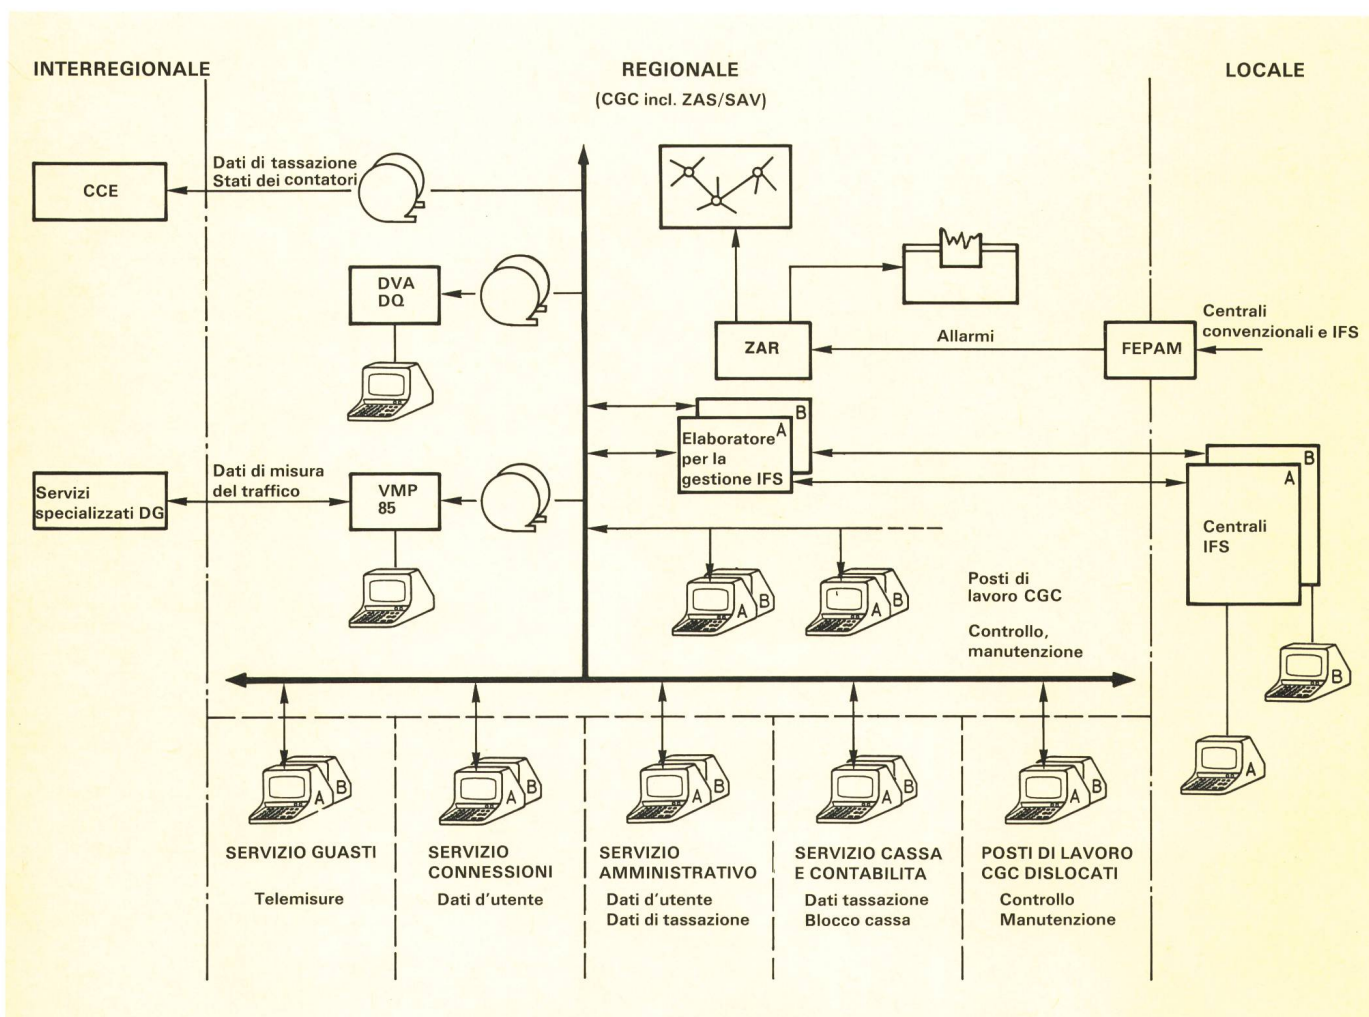 INTERREGIONALE
REGIONALE
(CGC incl. ZAS/SAV)
LOCALE
CCE
Dati di tassazione
Stati dei contatori
DVA
DQ
ZAR
Allarmi
FEPAM
Centrali
convenzionali e IFS
B
A
Elaboratore
per la
gestione IFS
Servizi
specializzati DG
Dati di misura
del traffico
VMP
85
B
A
Centrali
IFS
A
B
A
B
Posti di
lavoro CGC
Controllo,
manutenzione
B
A
A
B
A
B
A
B
A
B
A
B
SERVIZIO GUASTI
Telemisure
SERVIZIO
CONNESSIONI
Dati d'utente
SERVIZIO
AMMINISTRATIVO
Dati d'utente
Dati di tassazione
SERVIZIO CASSA
E CONTABILITA
Dati tassazione
Blocco cassa
POSTI DI LAVORO
CGC DISLOCATI
Controllo
Manutenzione